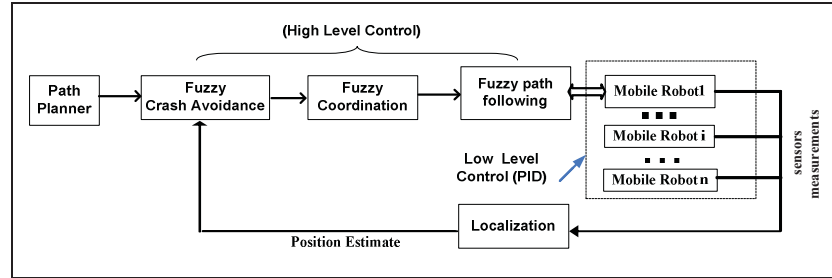 (High Level Control)
Path
Planner
Fuzzy
Crash Avoidance
Fuzzy
Coordination
Fuzzy path
following
Mobile Robot1
Mobile Robot i
Mobile Robot n
Low Level
Control (PID)
sensors
measurements
Localization
Position Estimate